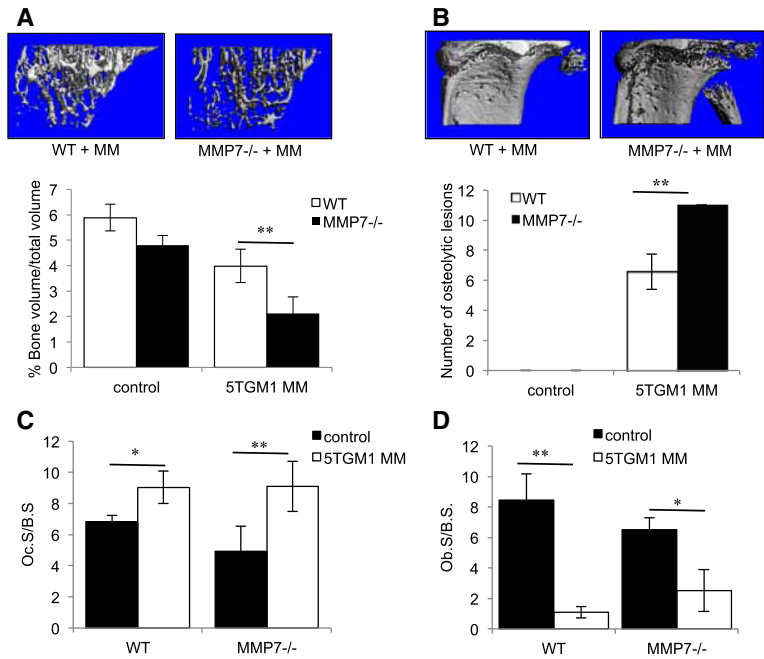 A
WT + MM
MMP7-/- + MM
% Bone volume/total volume
7
6
5
4
3
2
1
0
WT
MMP7-/-
**
control
5TGM1 MM
B
WT + MM
MMP7-/- + MM
Number of osteolytic lesions
12
10
8
6
4
2
0
WT
MMP7-/-
**
control
5TGM1 MM
C
Oc.S/B.S
12
10
8
6
4
2
0
control
5TGM1 MM
*
**
WT
MMP7-/-
D
Ob.S/B.S.
12
10
8
6
4
2
0
control
5TGM1 MM
**
*
WT
MMP7-/-